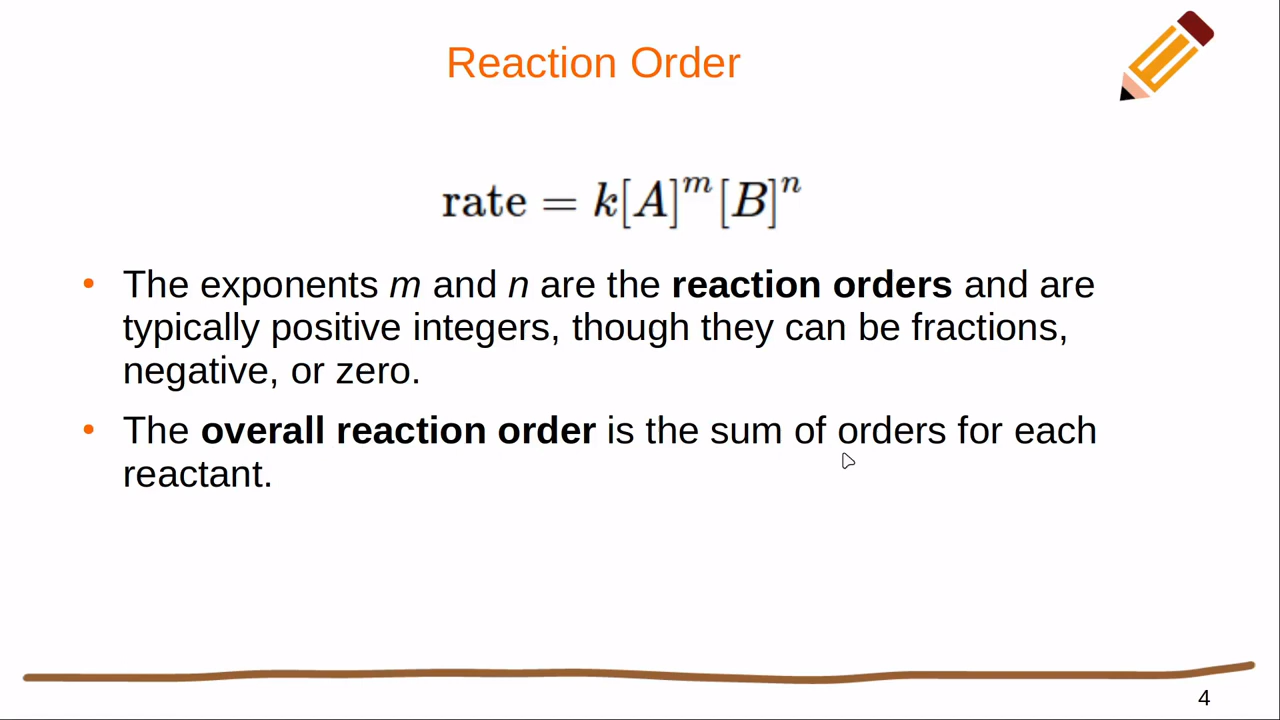 Reaction Order
rate = k[A]^m[B]^n
• The exponents m and n are the reaction orders and are
typically positive integers, though they can be fractions,
negative, or zero.
• The overall reaction order is the sum of orders for each
reactant.
4